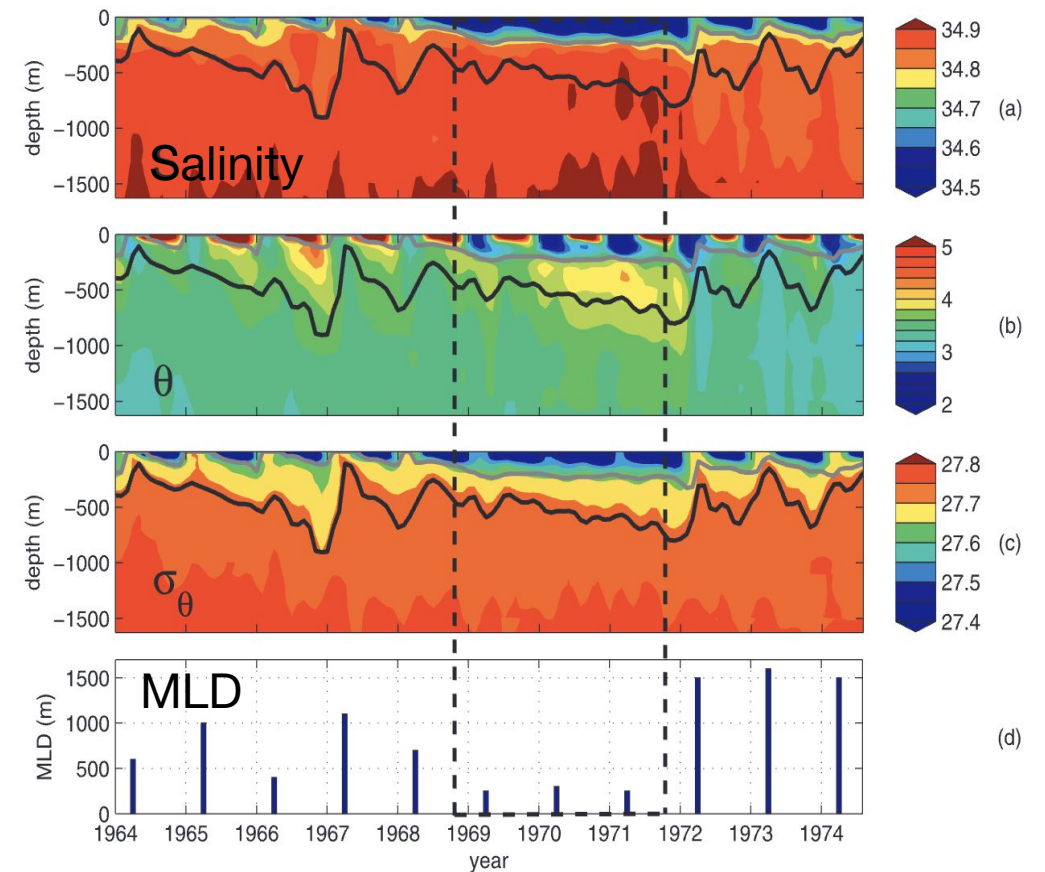 0
−500
−1000
−1500
depth (m)
Salinity
34.9
34.8
34.7
34.6
34.5
(a)
0
−500
−1000
−1500
depth (m)
θ
5
4
3
2
(b)
0
−500
−1000
−1500
depth (m)
σθ
27.8
27.7
27.6
27.5
27.4
(c)
1500
1000
500
0
MLD (m)
MLD
(d)
1964 1965 1966 1967 1968 1969 1970 1971 1972 1973 1974
year